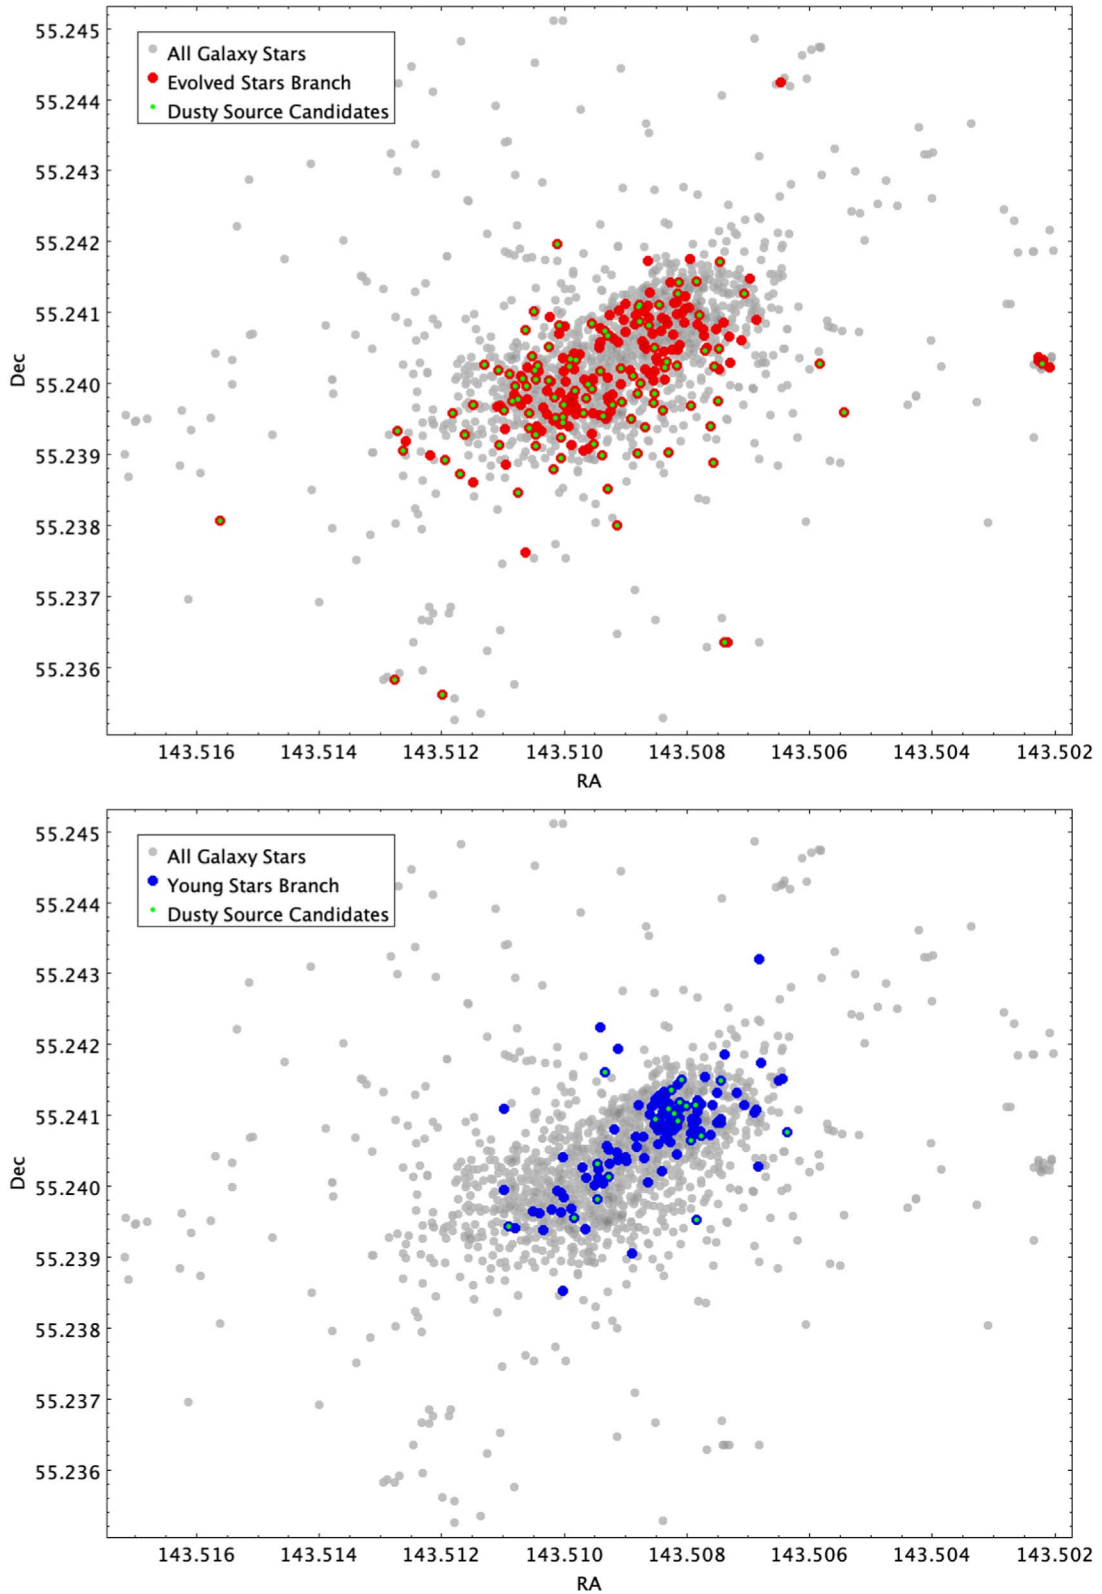 55.245
55.244
55.243
55.242
55.241
55.240
55.239
55.238
55.237
55.236
Dec
All Galaxy Stars
Evolved Stars Branch
Dusty Source Candidates
143.516 143.514 143.512 143.510 143.508 143.506 143.504 143.502
RA
55.245
55.244
55.243
55.242
55.241
55.240
55.239
55.238
55.237
55.236
Dec
All Galaxy Stars
Young Stars Branch
Dusty Source Candidates
143.516 143.514 143.512 143.510 143.508 143.506 143.504 143.502
RA